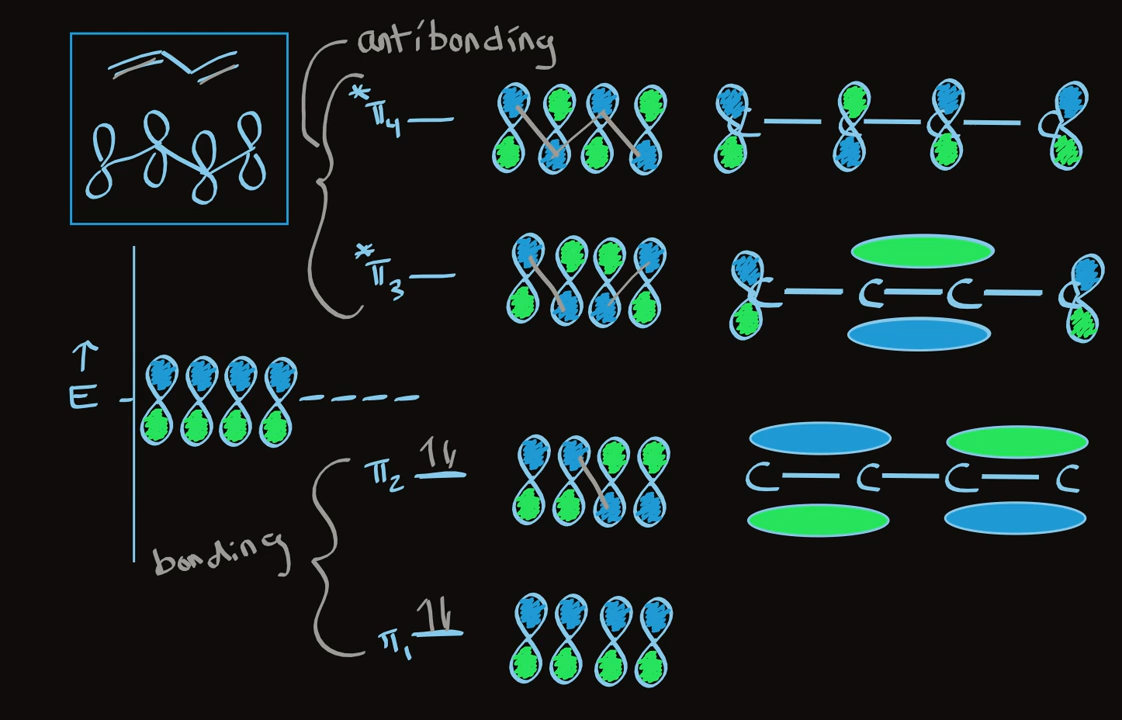 antibonding
*π4
*π3
E
π2 ⥮
bonding
π1 ⥮
C — C — C — C
C — C — C — C
C — C — C — C